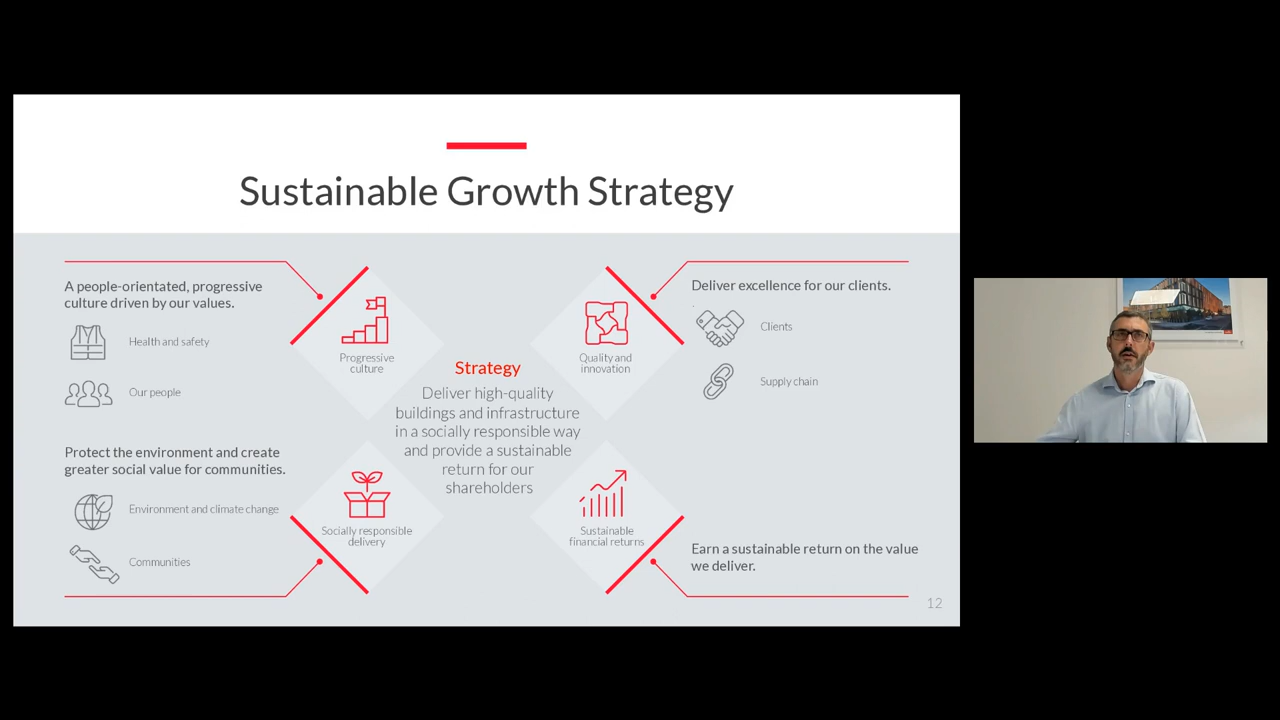 Sustainable Growth Strategy
A people-orientated, progressive
culture driven by our values.
Health and safety
Our people
Progressive
culture
Strategy
Deliver high-quality
buildings and infrastructure
in a socially responsible way
and provide a sustainable
return for our
shareholders
Quality and
innovation
Deliver excellence for our clients.
Clients
Supply chain
Protect the environment and create
greater social value for communities.
Environment and climate change
Communities
Socially responsible
delivery
Sustainable
financial returns
Earn a sustainable return on the value
we deliver.
12